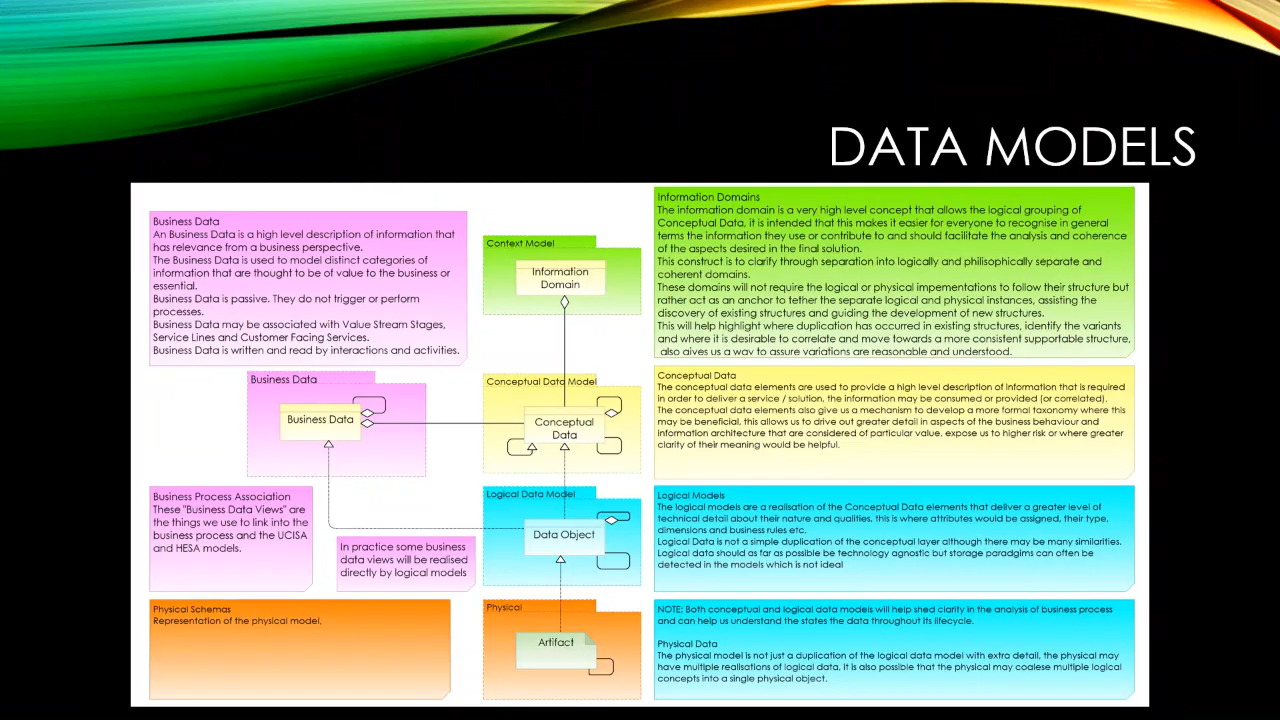 DATA MODELS
Business Data
An Business Data is a high level description of information that
has relevance from a business perspective.
The Business Data is used to model distinct categories of
information that are thought to be of value to the business or
essential.
Business Data is passive. They do not trigger or perform
processes.
Business Data may be associated with Value Stream Stages,
Service Lines and Customer Facing Services.
Business Data is written and read by interactions and activities.
Context Model
Information
Domain
Information Domains
The information domain is a very high level concept that allows the logical grouping of
Conceptual Data, it is intended that this makes it easier for everyone to recognise in general
terms the information they use or contribute to and should facilitate the analysis and coherence
of the aspects desired in the final solution.
This construct is to clarify through separation into logically and philisophically separate and
coherent domains.
These domains will not require the logical or physical impementations to follow their structure but
rather act as an anchor to tether the separate logical and physical instances, assisting the
discovery of existing structures and guiding the development of new structures.
This will help highlight where duplication has occurred in existing structures, identify the variants
and where it is desirable to correlate and move towards a more consistent supportable structure,
also gives us a way to assure variations are reasonable and understood.
Business Data
Business Data
Conceptual Data Model
Conceptual
Data
Conceptual Data
The conceptual data elements are used to provide a high level description of information that is required
in order to deliver a service / solution, the information may be consumed or provided (or correlated).
The conceptual data elements also give us a mechanism to develop a more formal taxonomy where this
may be beneficial, this allows us to drive out greater detail in aspects of the business behaviour and
information architecture that are considered of particular value, expose us to higher risk or where greater
clarity of their meaning would be helpful.
Business Process Association
These "Business Data Views" are
the things we use to link into the
business process and the UCISA
and HESA models.
In practice some business
data views will be realised
directly by logical models
Logical Data Model
Data Object
Logical Models
The logical models are a realisation of the Conceptual Data elements that deliver a greater level of
technical detail about their nature and qualities, this is where attributes would be assigned, their type,
dimensions and business rules etc.
Logical Data is not a simple duplication of the conceptual layer although there may be many similarities.
Logical data should as far as possible be technology agnostic but storage paradgims can often be
detected in the models which is not ideal
Physical Schemas
Representation of the physical model.
Physical
Artifact
NOTE: Both conceptual and logical data models will help shed clarity in the analysis of business process
and can help us understand the states the data throughout its lifecycle.
Physical Data
The physical model is not just a duplication of the logical data model with extra detail, the physical may
have multiple realisations of logical data, it is also possible that the physical may coalese multiple logical
concepts into a single physical object.